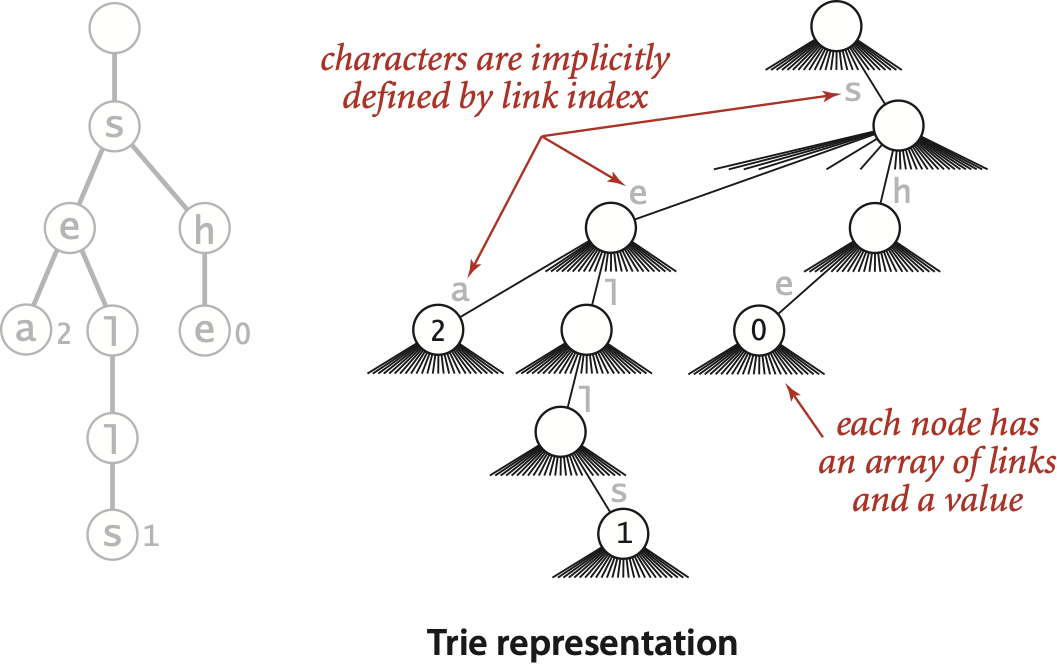 characters are implicitly
defined by link index
s
s
e
h
e
h
a
l
a 2
l
e 0
2
e
0
l
l
each node has
an array of links
and a value
s
s 1
1
Trie representation